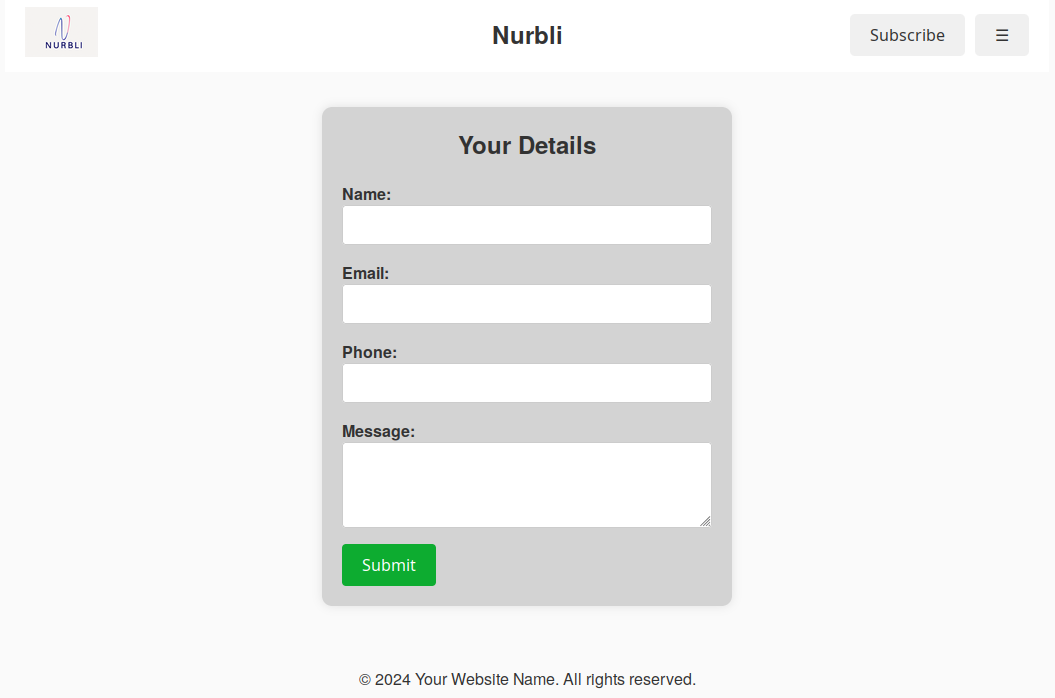 NURBLI
Nurbli
Subscribe
☰
Your Details
Name:
Email:
Phone:
Message:
Submit
© 2024 Your Website Name. All rights reserved.